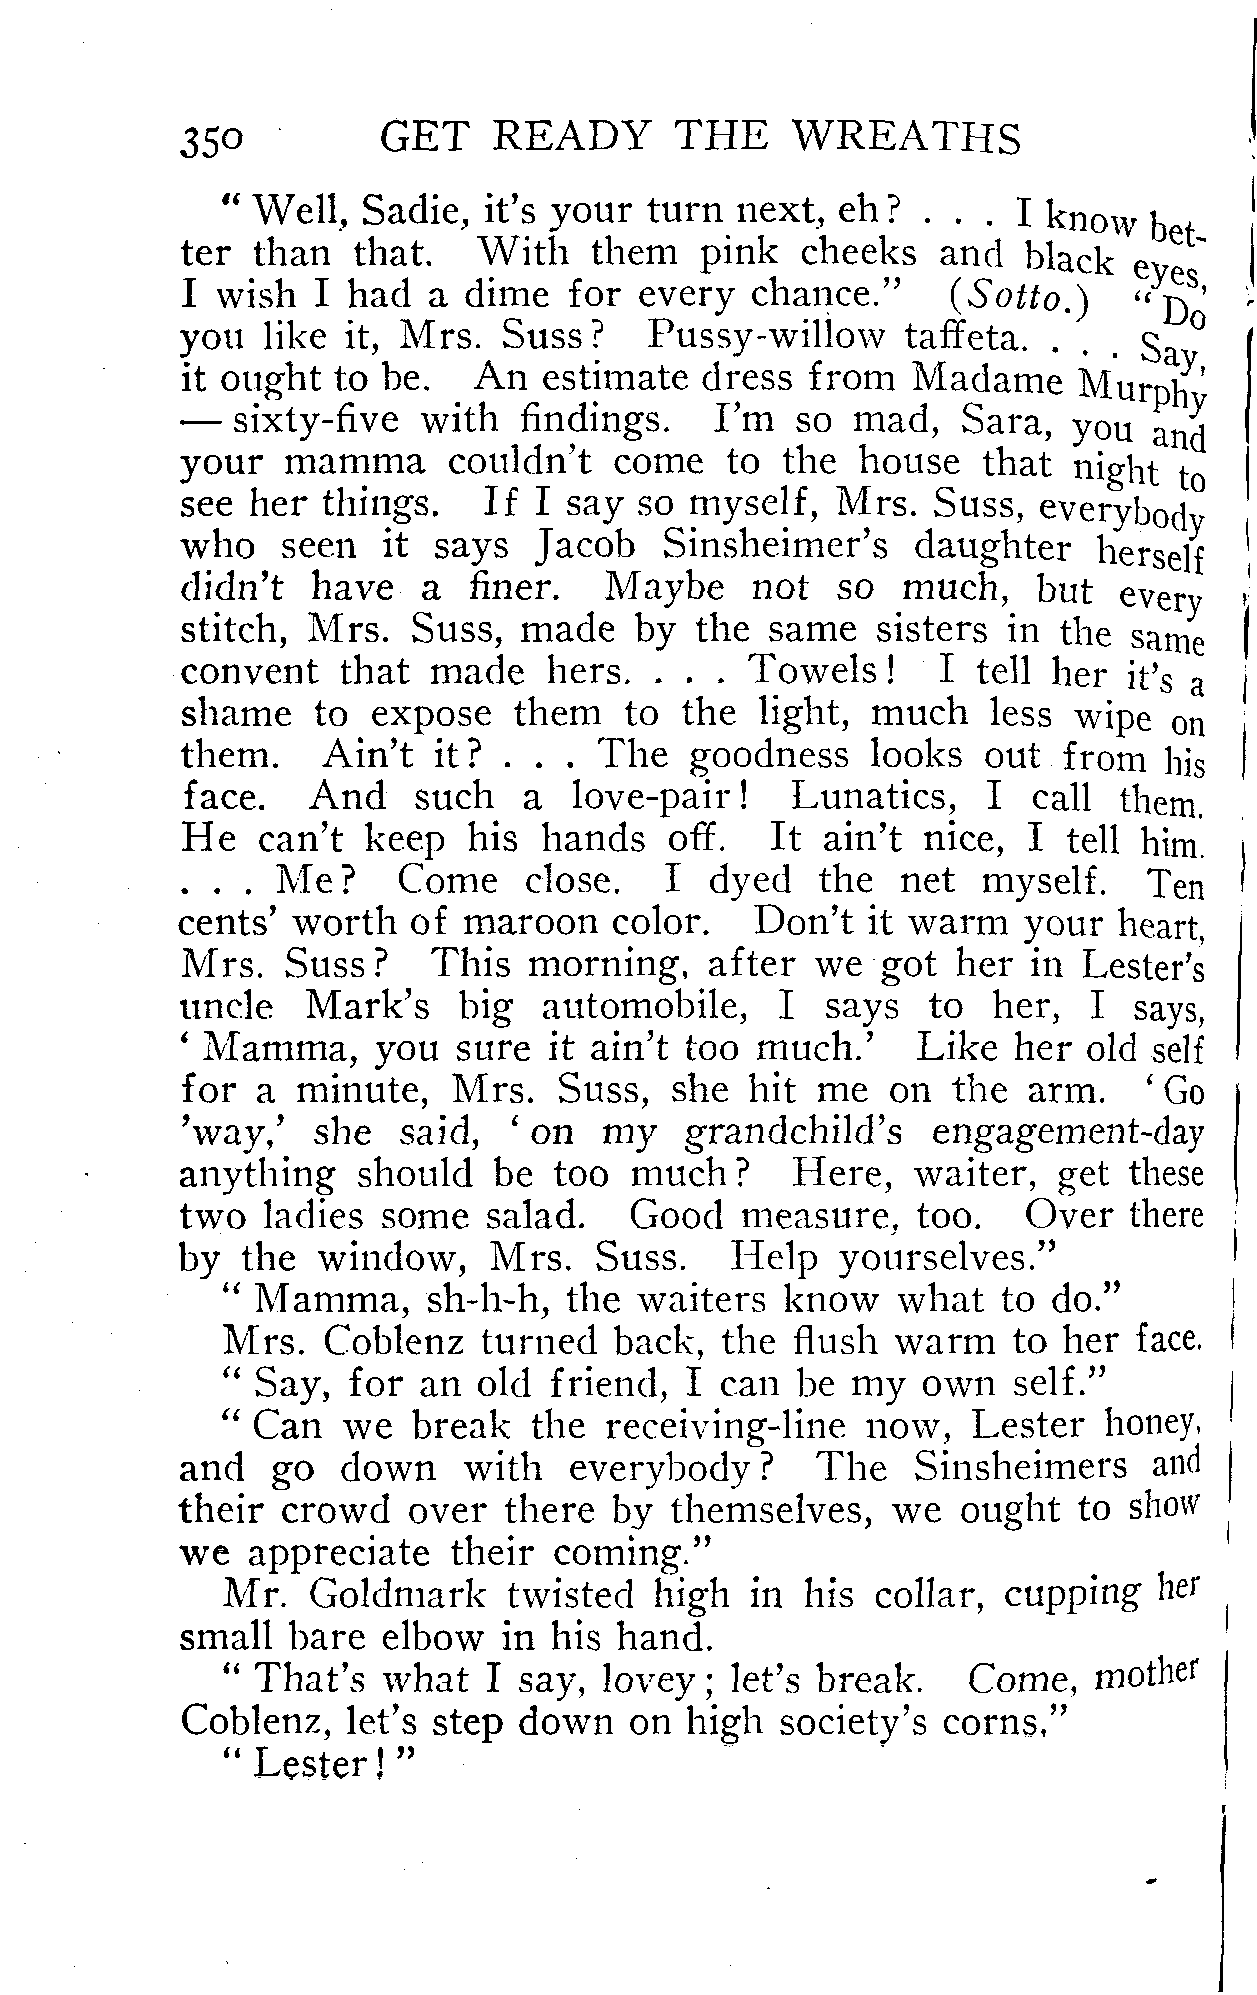 350 GET READY THE WREATHS
“ Well, Sadie, it's your turn next, eh? . . . I know bet-
ter than that. With them pink cheeks and black eyes,
I wish I had a dime for every chance.” (Sotto.) “Do
you like it, Mrs. Suss? Pussy-willow taffeta. . . . Say,
it ought to be. An estimate dress from Madame Murphy
— sixty-five with findings. I'm so mad, Sara, you and
your mamma couldn't come to the house that night to
see her things. If I say so myself, Mrs. Suss, everybody
who seen it says Jacob Sinsheimer's daughter herself
didn't have a finer. Maybe not so much, but every
stitch, Mrs. Suss, made by the same sisters in the same
convent that made hers. . . . Towels! I tell her it's a
shame to expose them to the light, much less wipe on
them. Ain't it? . . . The goodness looks out from his
face. And such a love-pair! Lunatics, I call them.
He can't keep his hands off. It ain't nice, I tell him.
. . . Me? Come close. I dyed the net myself. Ten
cents' worth of maroon color. Don't it warm your heart,
Mrs. Suss? This morning, after we got her in Lester's
uncle Mark's big automobile, I says to her, I says,
‘ Mamma, you sure it ain't too much.’ Like her old self
for a minute, Mrs. Suss, she hit me on the arm. ‘ Go
’way,’ she said, ‘ on my grandchild's engagement-day
anything should be too much? Here, waiter, get these
two ladies some salad. Good measure, too. Over there
by the window, Mrs. Suss. Help yourselves.”
“ Mamma, sh-h-h, the waiters know what to do.”
Mrs. Coblenz turned back, the flush warm to her face.
“ Say, for an old friend, I can be my own self.”
“ Can we break the receiving-line now, Lester honey,
and go down with everybody? The Sinsheimers and
their crowd over there by themselves, we ought to show
we appreciate their coming.”
Mr. Goldmark twisted high in his collar, cupping her
small bare elbow in his hand.
“ That's what I say, lovey; let's break. Come, mother
Coblenz, let's step down on high society's corns.”
“ Lester! ”